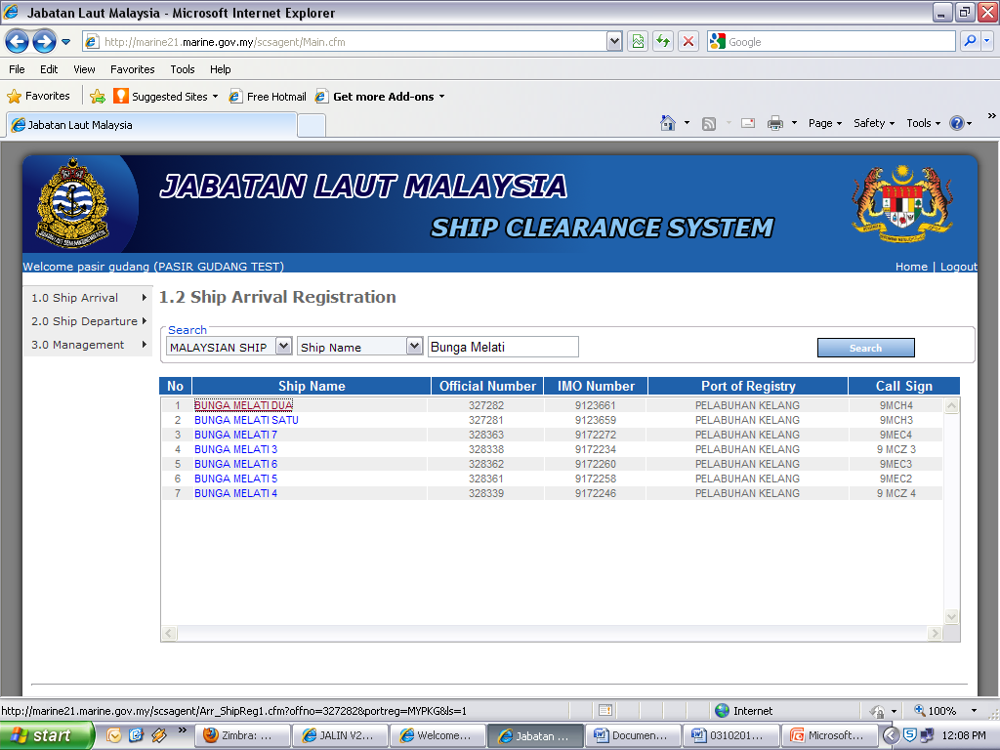 Jabatan Laut Malaysia - Microsoft Internet Explorer
http://marine21.marine.gov.my/scsagent/Main.cfm
Google
File Edit View Favorites Tools Help
Favorites Suggested Sites Free Hotmail Get more Add-ons
Jabatan Laut Malaysia Page Safety Tools
JABATAN LAUT MALAYSIA
SHIP CLEARANCE SYSTEM
Welcome pasir gudang (PASIR GUDANG TEST) Home | Logout
1.0 Ship Arrival
2.0 Ship Departure
3.0 Management
1.2 Ship Arrival Registration
Search
MALAYSIAN SHIP Ship Name Bunga Melati Search
No Ship Name Official Number IMO Number Port of Registry Call Sign
1 BUNGA MELATI DUA 327282 9123661 PELABUHAN KELANG 9MCH4
2 BUNGA MELATI SATU 327281 9123659 PELABUHAN KELANG 9MCH3
3 BUNGA MELATI 7 328363 9172272 PELABUHAN KELANG 9MEC4
4 BUNGA MELATI 3 328338 9172234 PELABUHAN KELANG 9 MCZ 3
5 BUNGA MELATI 6 328362 9172260 PELABUHAN KELANG 9MEC3
6 BUNGA MELATI 5 328361 9172258 PELABUHAN KELANG 9MEC2
7 BUNGA MELATI 4 328339 9172246 PELABUHAN KELANG 9 MCZ 4
http://marine21.marine.gov.my/scsagent/Arr_ShipReg1.cfm?offno=327282&portreg=MYPKG&ls=1 Internet 100%
start Zimbra: ... JALIN V2... Welcome... Jabatan ... Documen... 0310201... Microsoft... 12:08 PM